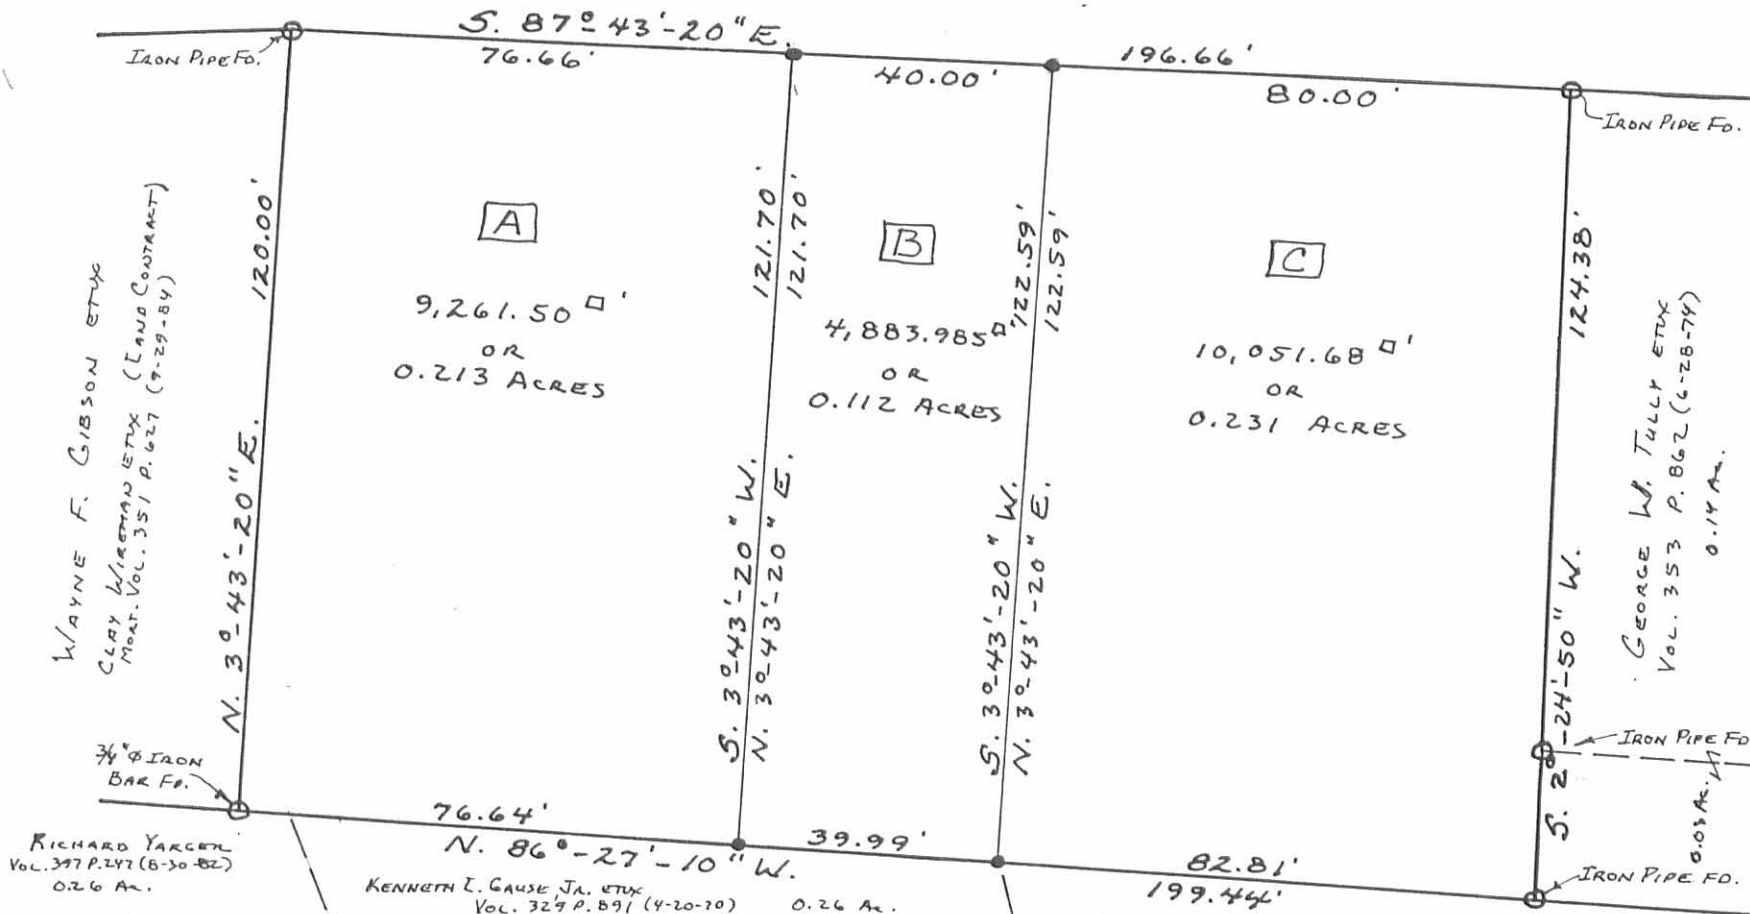 S. 87°-43'-20" E.
IRON PIPE FD.
76.66'
40.00'
196.66'
80.00'
IRON PIPE FD.
WAYNE F. GIBSON ETUX
CLAY WIREMAN ETUX (LAND CONTRACT)
MORT. VOL. 351 P. 627 (9-29-84)
N. 3°-43'-20" E. 120.00'
A
9,261.50 □'
OR
0.213 ACRES
S. 3°-43'-20" W. 121.70'
N. 3°-43'-20" E. 121.70'
B
4,883.985 □'
OR
0.112 ACRES
S. 3°-43'-20" W. 122.59'
N. 3°-43'-20" E. 122.59'
C
10,051.68 □'
OR
0.231 ACRES
S. 2°-24'-50" W. 124.38'
GEORGE W. TULLY ETUX
VOL. 353 P. 862 (6-28-74)
0.14 AC.
IRON PIPE FD
0.03 AC.
3/4" Φ IRON
BAR FD.
76.64'
N. 86°-27'-10" W.
39.99'
82.81'
199.44'
IRON PIPE FD.
RICHARD YARGER
VOL. 397 P. 247 (8-30-82)
0.26 AC.
KENNETH I. GAUSE JR. ETUX
VOL. 329 P. 891 (4-20-70)
0.26 AC.